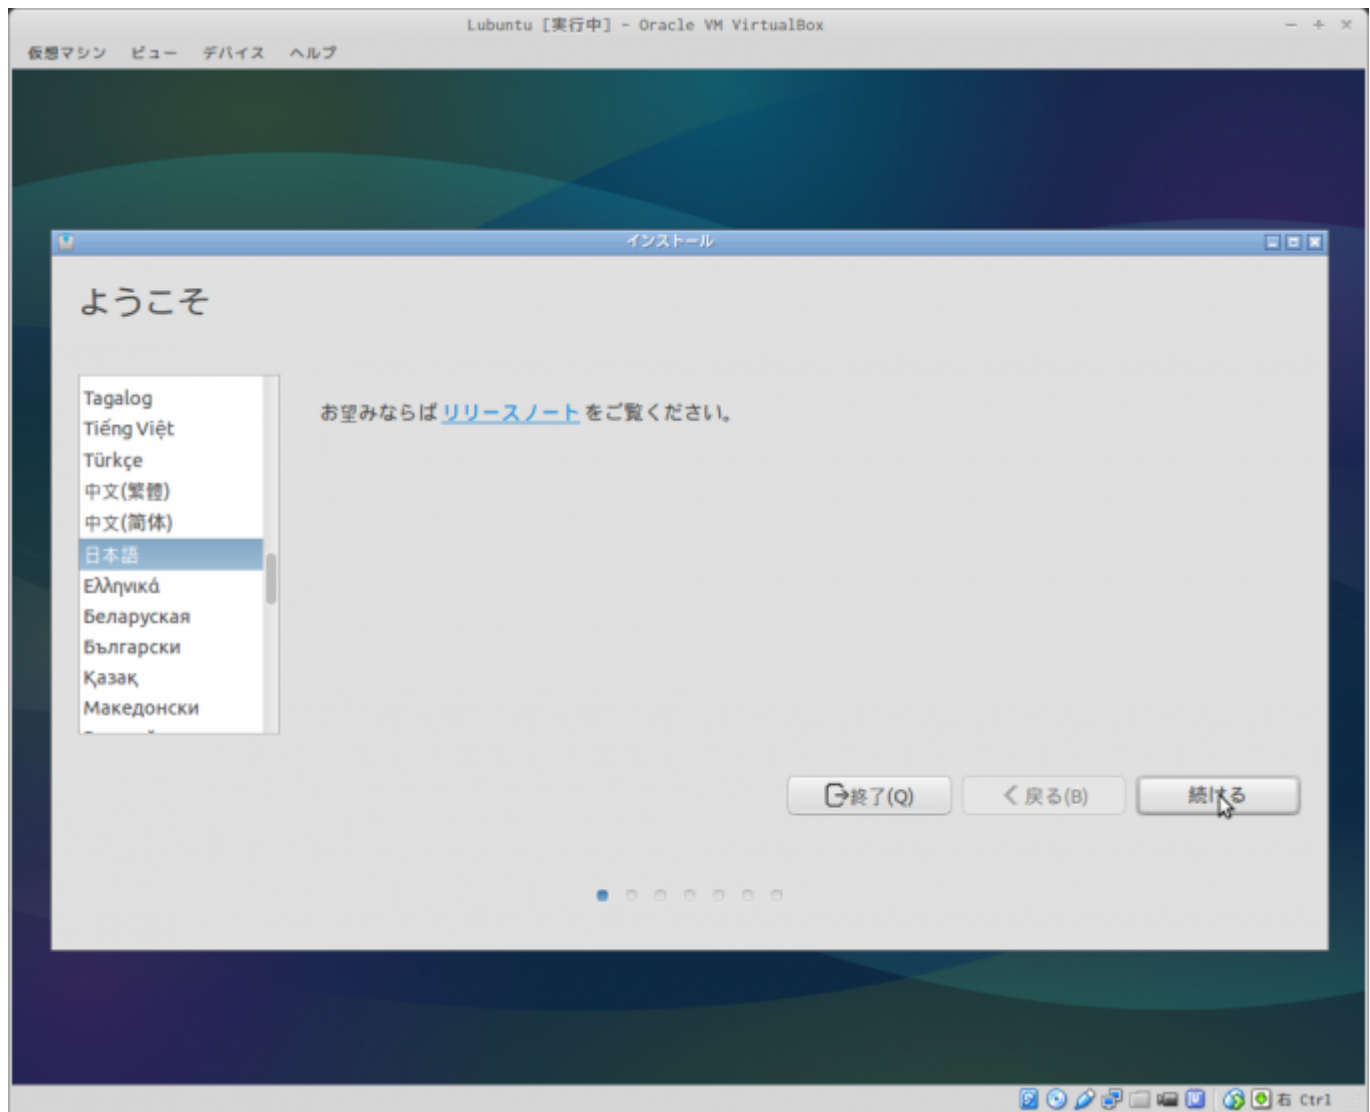 Lubuntu [実行中] - Oracle VM VirtualBox
仮想マシン ビュー デバイス ヘルプ
インストール
ようこそ
Tagalog
Tiếng Việt
Türkçe
中文(繁體)
中文(简体)
日本語
Ελληνικά
Беларуская
Български
Қазақ
Македонски
お望みならば リリースノート をご覧ください。
終了(Q) 戻る(B) 続ける
右 Ctrl